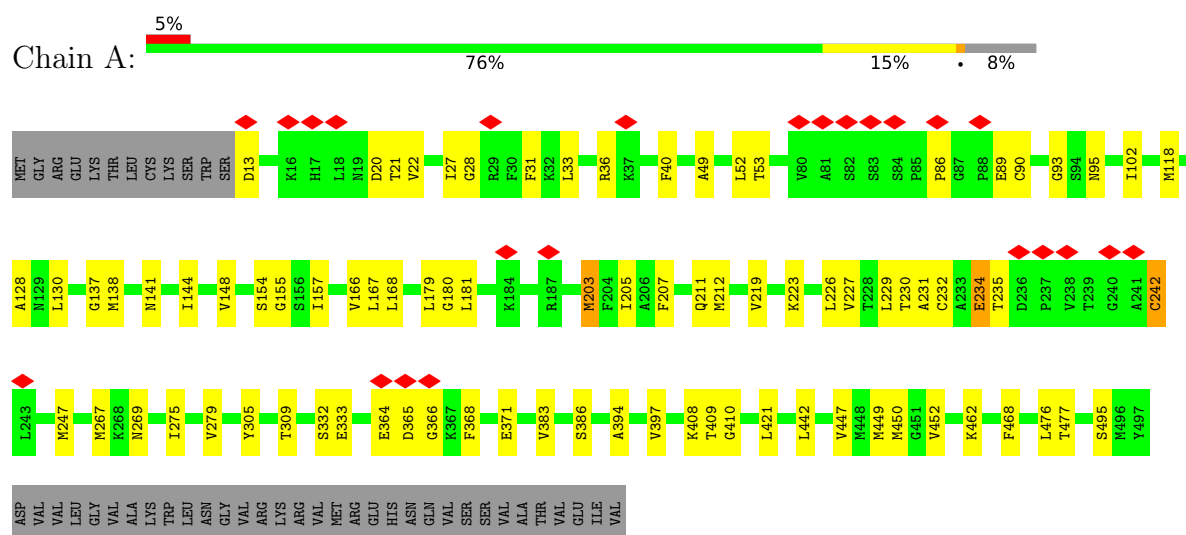 5%
Chain A:
76% 15% • 8%
MET GLY ARG GLU LYS THR LEU CYS LYS SER TRP SER D13 K16 H17 L18 N19 D20 T21 V22 I27 G28 R29 F30 F31 K32 L33 R36 K37 F40 A49 L52 T53 V80 A81 S82 S83 S84 P85 P86 G87 P88 E89 C90 G93 S94 N95 I102 M118
A128 N129 L130 G137 M138 N141 I144 V148 S154 G155 S156 I157 V166 L167 L168 L179 G180 L181 K184 R187 M203 F204 I205 A206 F207 Q211 M212 V219 K223 L226 V227 T228 L229 T230 A231 C232 A233 E234 T235 D236 P237 V238 T239 G240 A241 C242
L243 M247 M267 K268 N269 I275 V279 Y305 T309 S332 E333 E364 D365 G366 K367 F368 E371 V383 S386 A394 V397 K408 T409 G410 L421 L442 V447 M448 M449 M450 G451 V452 K462 F468 L476 T477 S495 M496 Y497
ASP VAL VAL LEU GLY VAL ALA LYS TRP LEU ASN GLY VAL ARG LYS ARG VAL MET ARG GLU HIS ASN GLN VAL SER SER VAL ALA THR VAL GLU ILE VAL